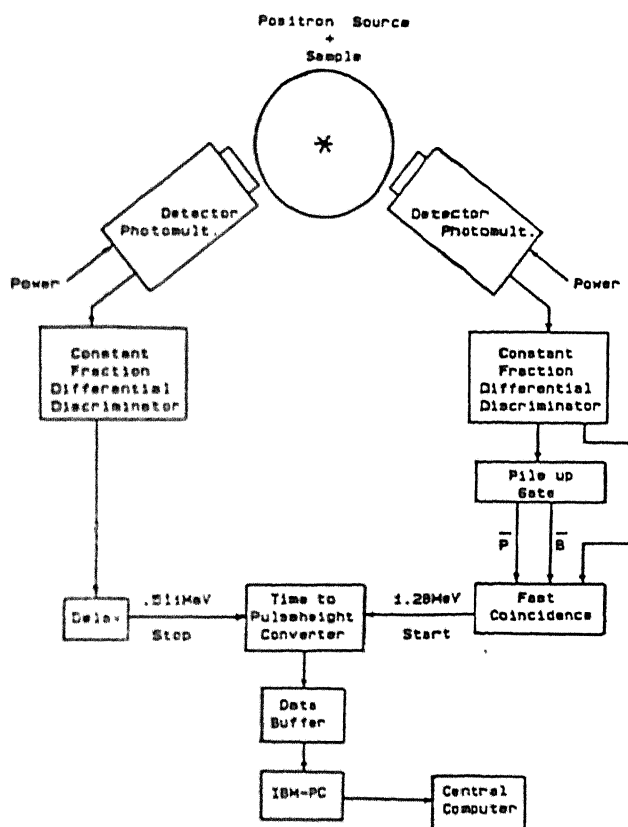 Positron Source
+
Sample
Detector
Photomult.
Detector
Photomult.
Power
Power
Constant
Fraction
Differential
Discriminator
Constant
Fraction
Differential
Discriminator
Pile up
Gate
P̅
B̅
Delay
.511MeV
Stop
Time to
Pulseheight
Converter
1.28MeV
Start
Fast
Coincidence
Data
Buffer
IBM-PC
Central
Computer